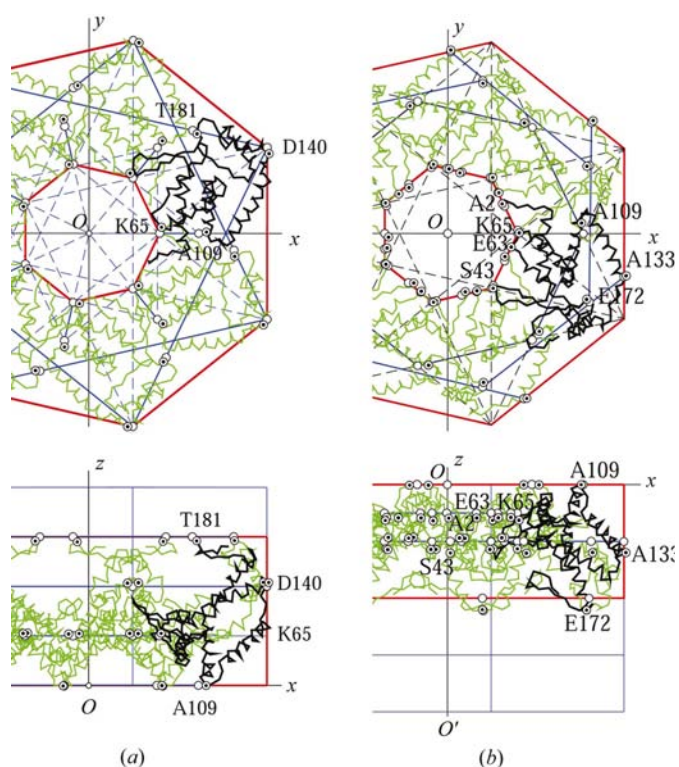 y
T181
D140
K65
O
x
A109
y
A2
A109
K65
O
x
E63
S43
A133
E172
z
T181
D140
K65
x
O
A109
(a)
z
O
A109
x
E63 K65
A2
S43
A133
E172
O'
(b)